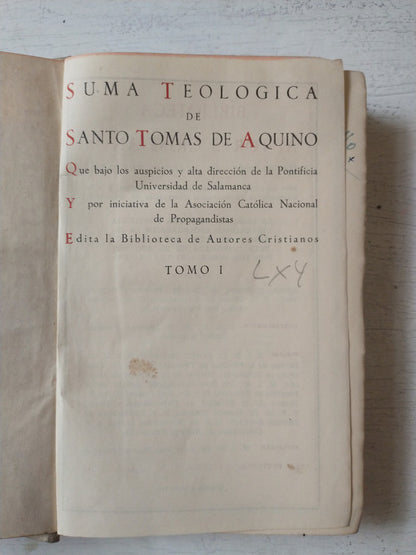 SUMA TEOLOGICA
DE
SANTO TOMAS DE AQUINO
Que bajo los auspicios y alta dirección de la Pontificia
Universidad de Salamanca
Y por iniciativa de la Asociación Católica Nacional
de Propagandistas
Edita la Biblioteca de Autores Cristianos
TOMO I